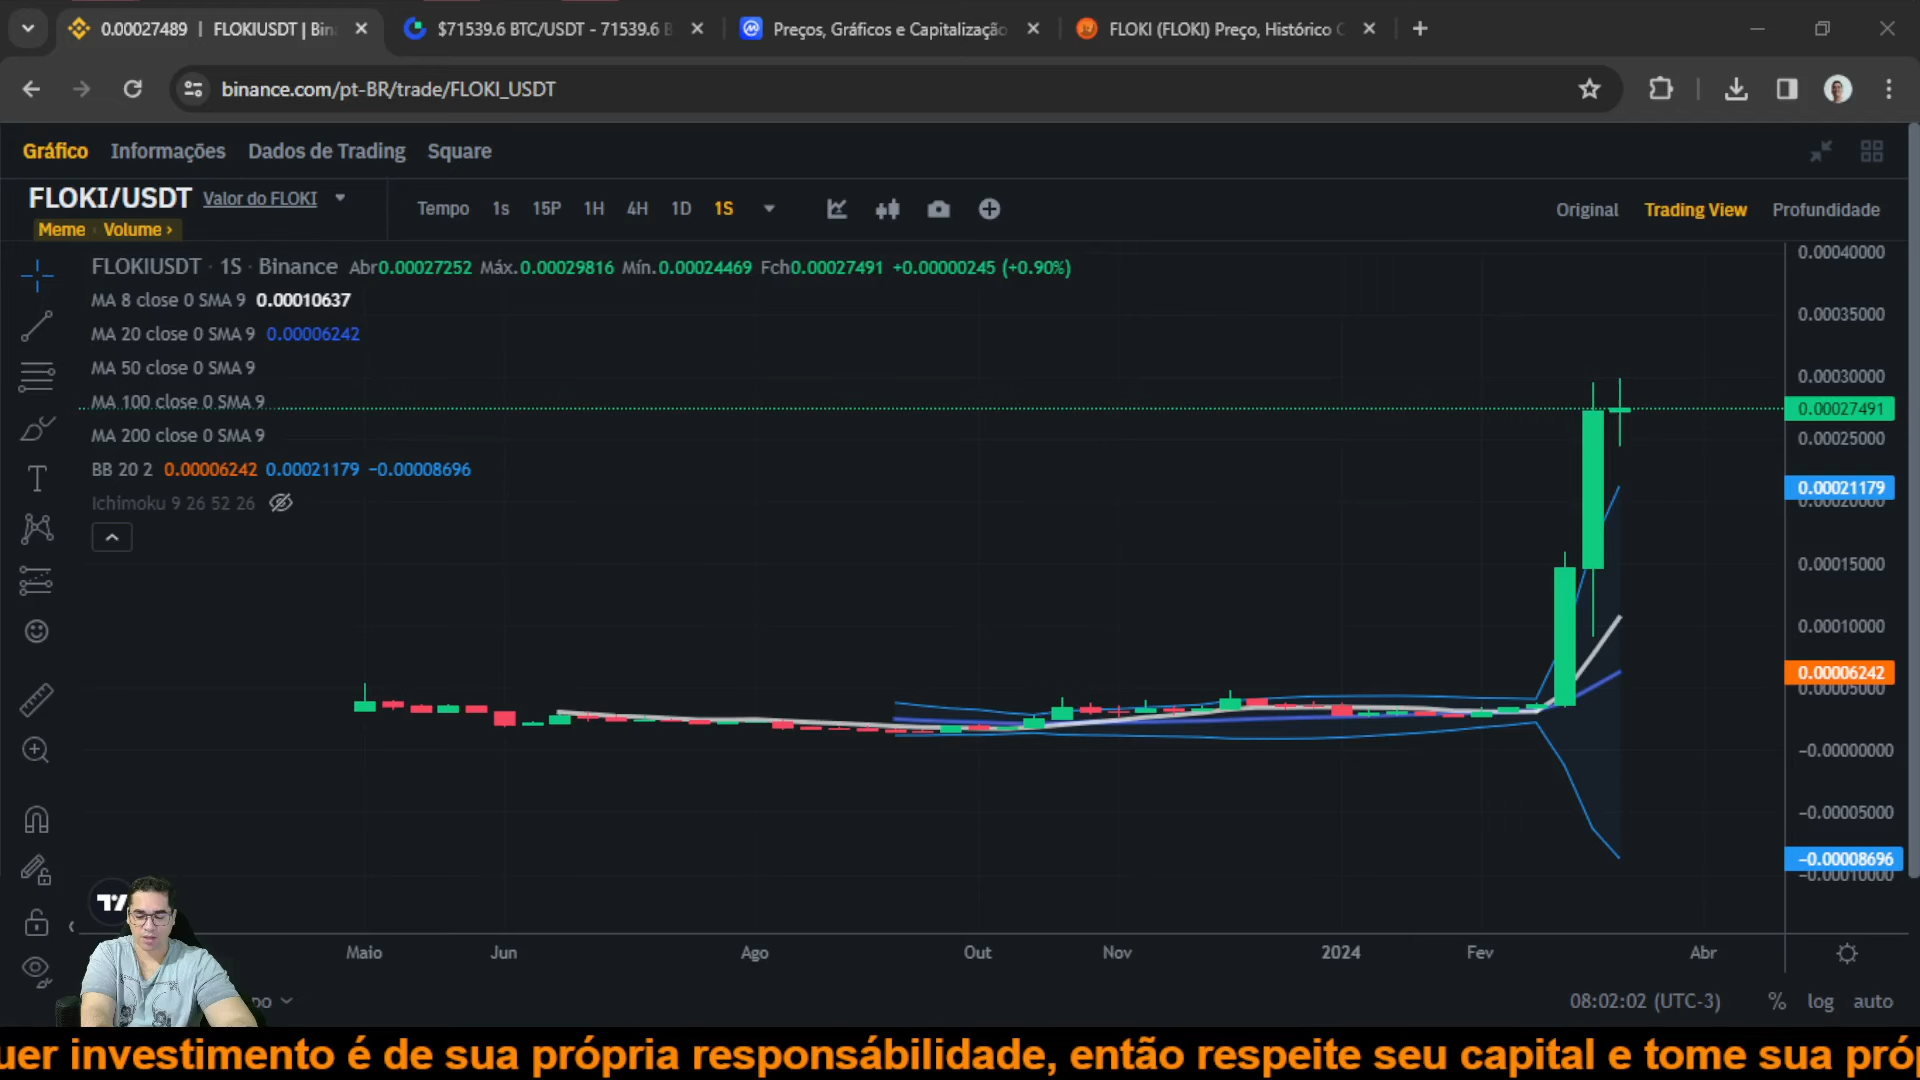 0.00027489 | FLOKIUSDT | Bin
$71539.6 BTC/USDT - 71539.6 B
Preços, Gráficos e Capitalização
FLOKI (FLOKI) Preço, Histórico C
binance.com/pt-BR/trade/FLOKI_USDT
Gráfico Informações Dados de Trading Square
FLOKI/USDT Valor do FLOKI
Meme · Volume ›
Tempo 1s 15P 1H 4H 1D 1S
Original Trading View Profundidade
FLOKIUSDT · 1S · Binance Abr0.00027252 Máx.0.00029816 Mín.0.00024469 Fch0.00027491 +0.00000245 (+0.90%)
MA 8 close 0 SMA 9 0.00010637
MA 20 close 0 SMA 9 0.00006242
MA 50 close 0 SMA 9
MA 100 close 0 SMA 9
MA 200 close 0 SMA 9
BB 20 2 0.00006242 0.00021179 −0.00008696
Ichimoku 9 26 52 26
0.00040000
0.00035000
0.00030000
0.00027491
0.00025000
0.00021179
0.00020000
0.00015000
0.00010000
0.00006242
0.00005000
−0.00000000
−0.00005000
−0.00008696
−0.00010000
Maio Jun Ago Out Nov 2024 Fev Abr
po
08:02:02 (UTC-3) % log auto
uer investimento é de sua própria responsábilidade, então respeite seu capital e tome sua próp